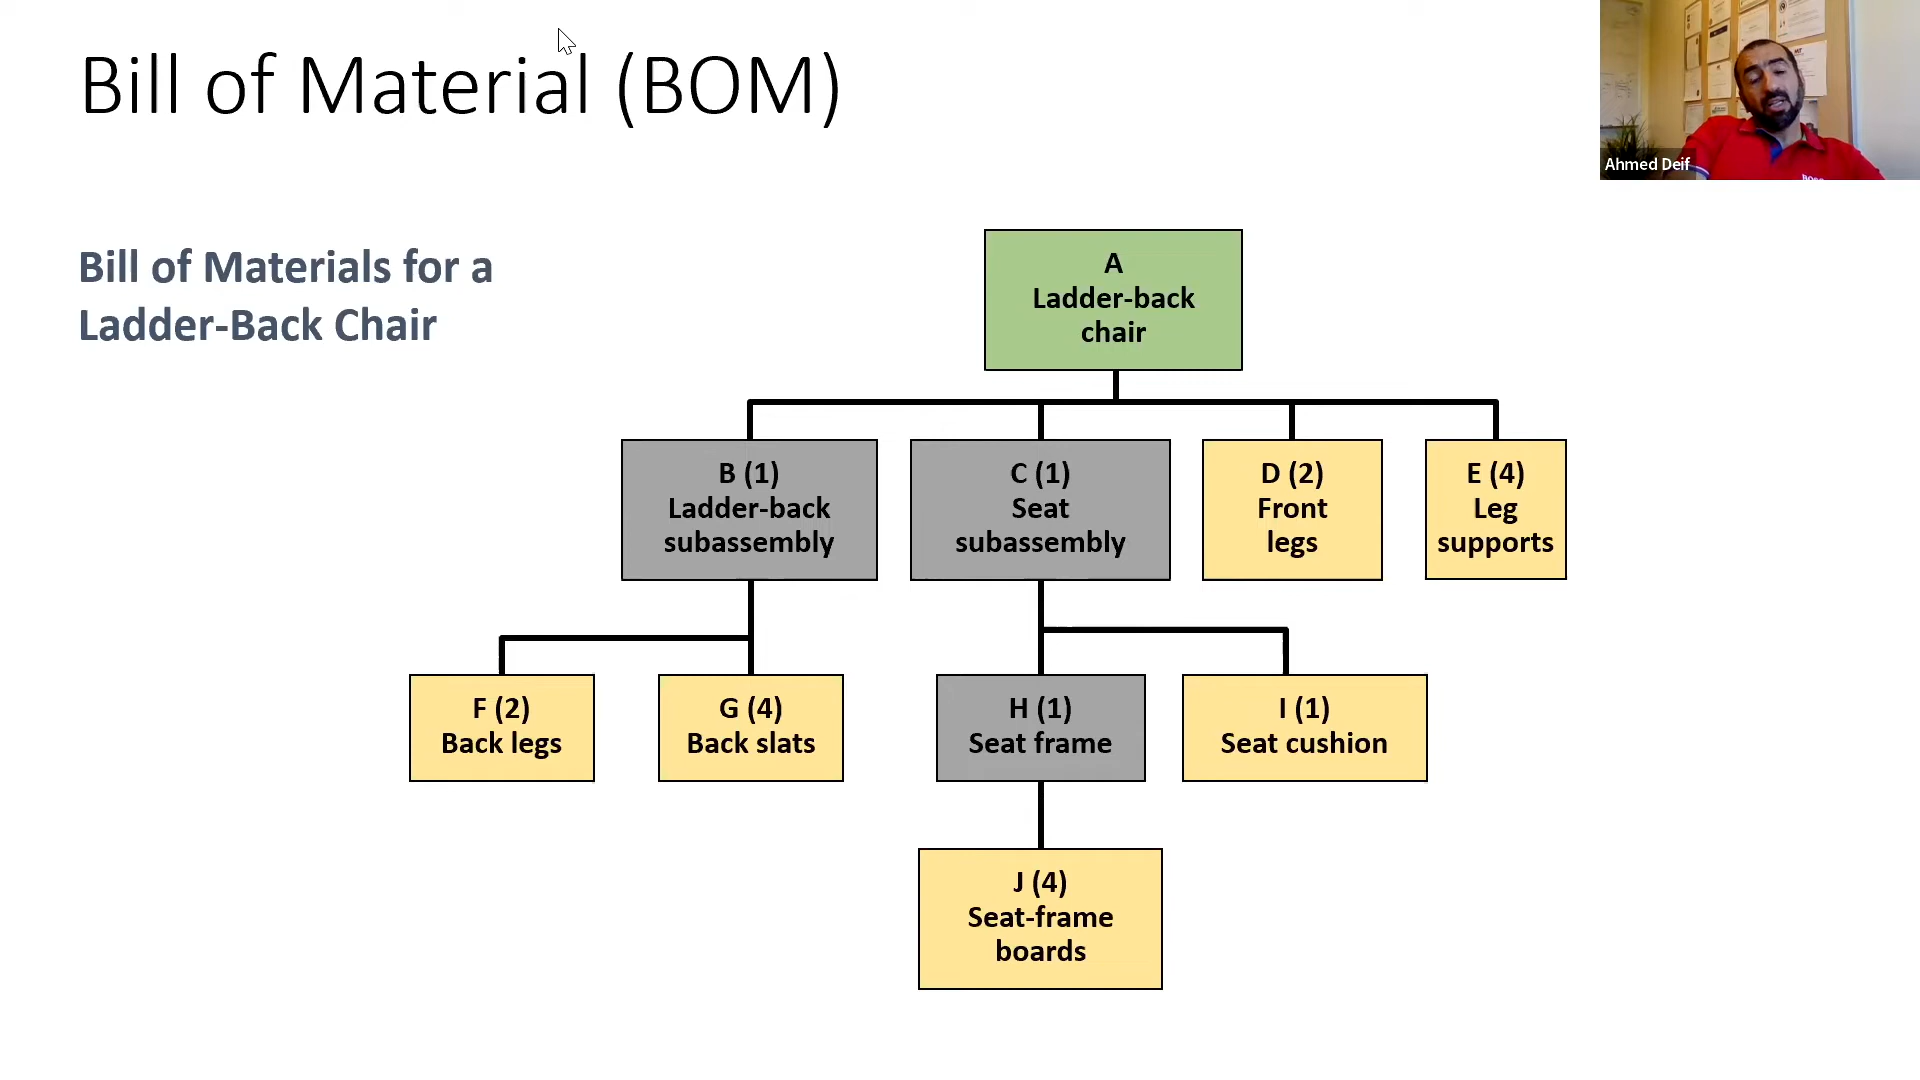 Bill of Material (BOM)
Ahmed Deif
Bill of Materials for a
Ladder-Back Chair
A
Ladder-back
chair
B (1)
Ladder-back
subassembly
C (1)
Seat
subassembly
D (2)
Front
legs
E (4)
Leg
supports
F (2)
Back legs
G (4)
Back slats
H (1)
Seat frame
I (1)
Seat cushion
J (4)
Seat-frame
boards